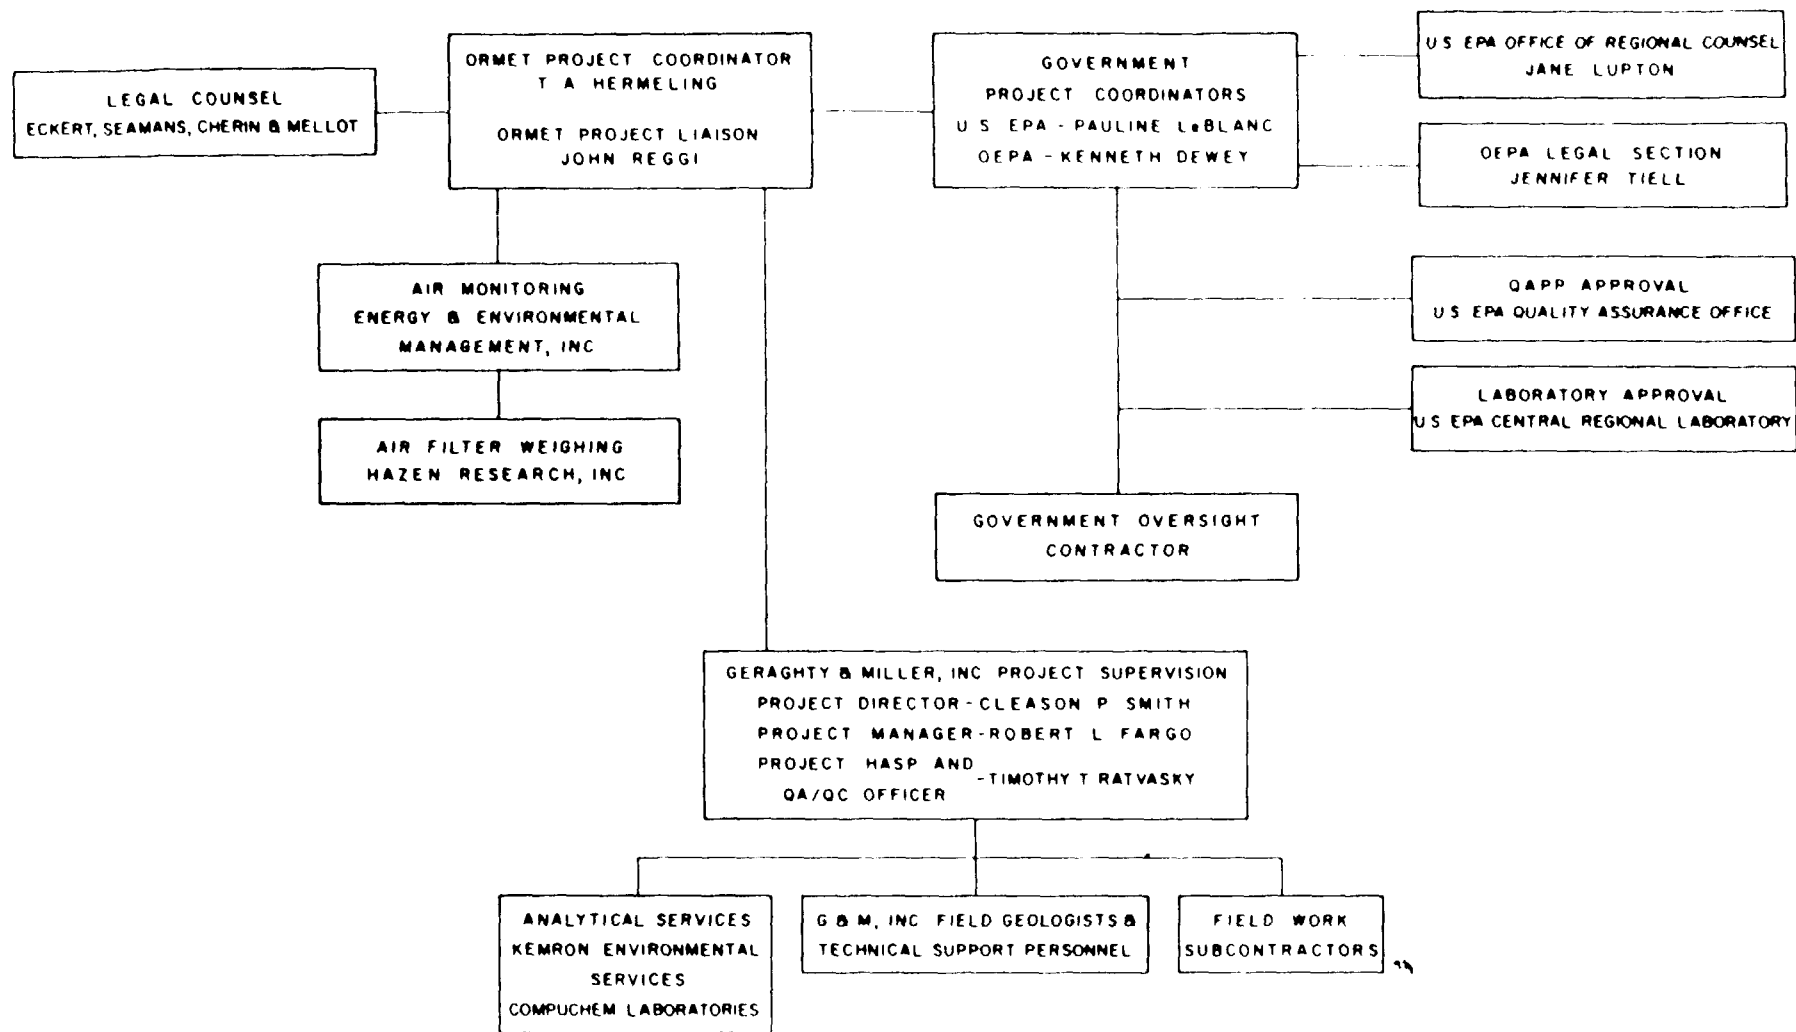 LEGAL COUNSEL
ECKERT, SEAMANS, CHERIN & MELLOT
ORMET PROJECT COORDINATOR
T A HERMELING
ORMET PROJECT LIAISON
JOHN REGGI
GOVERNMENT
PROJECT COORDINATORS
U S EPA - PAULINE LeBLANC
OEPA - KENNETH DEWEY
U S EPA OFFICE OF REGIONAL COUNSEL
JANE LUPTON
OEPA LEGAL SECTION
JENNIFER TIELL
AIR MONITORING
ENERGY & ENVIRONMENTAL
MANAGEMENT, INC
QAPP APPROVAL
U S EPA QUALITY ASSURANCE OFFICE
LABORATORY APPROVAL
U S EPA CENTRAL REGIONAL LABORATORY
AIR FILTER WEIGHING
HAZEN RESEARCH, INC
GOVERNMENT OVERSIGHT
CONTRACTOR
GERAGHTY & MILLER, INC PROJECT SUPERVISION
PROJECT DIRECTOR - CLEASON P SMITH
PROJECT MANAGER - ROBERT L FARGO
PROJECT HASP AND
QA/QC OFFICER - TIMOTHY T RATVASKY
ANALYTICAL SERVICES
KEMRON ENVIRONMENTAL
SERVICES
COMPUCHEM LABORATORIES
G & M, INC FIELD GEOLOGISTS &
TECHNICAL SUPPORT PERSONNEL
FIELD WORK
SUBCONTRACTORS